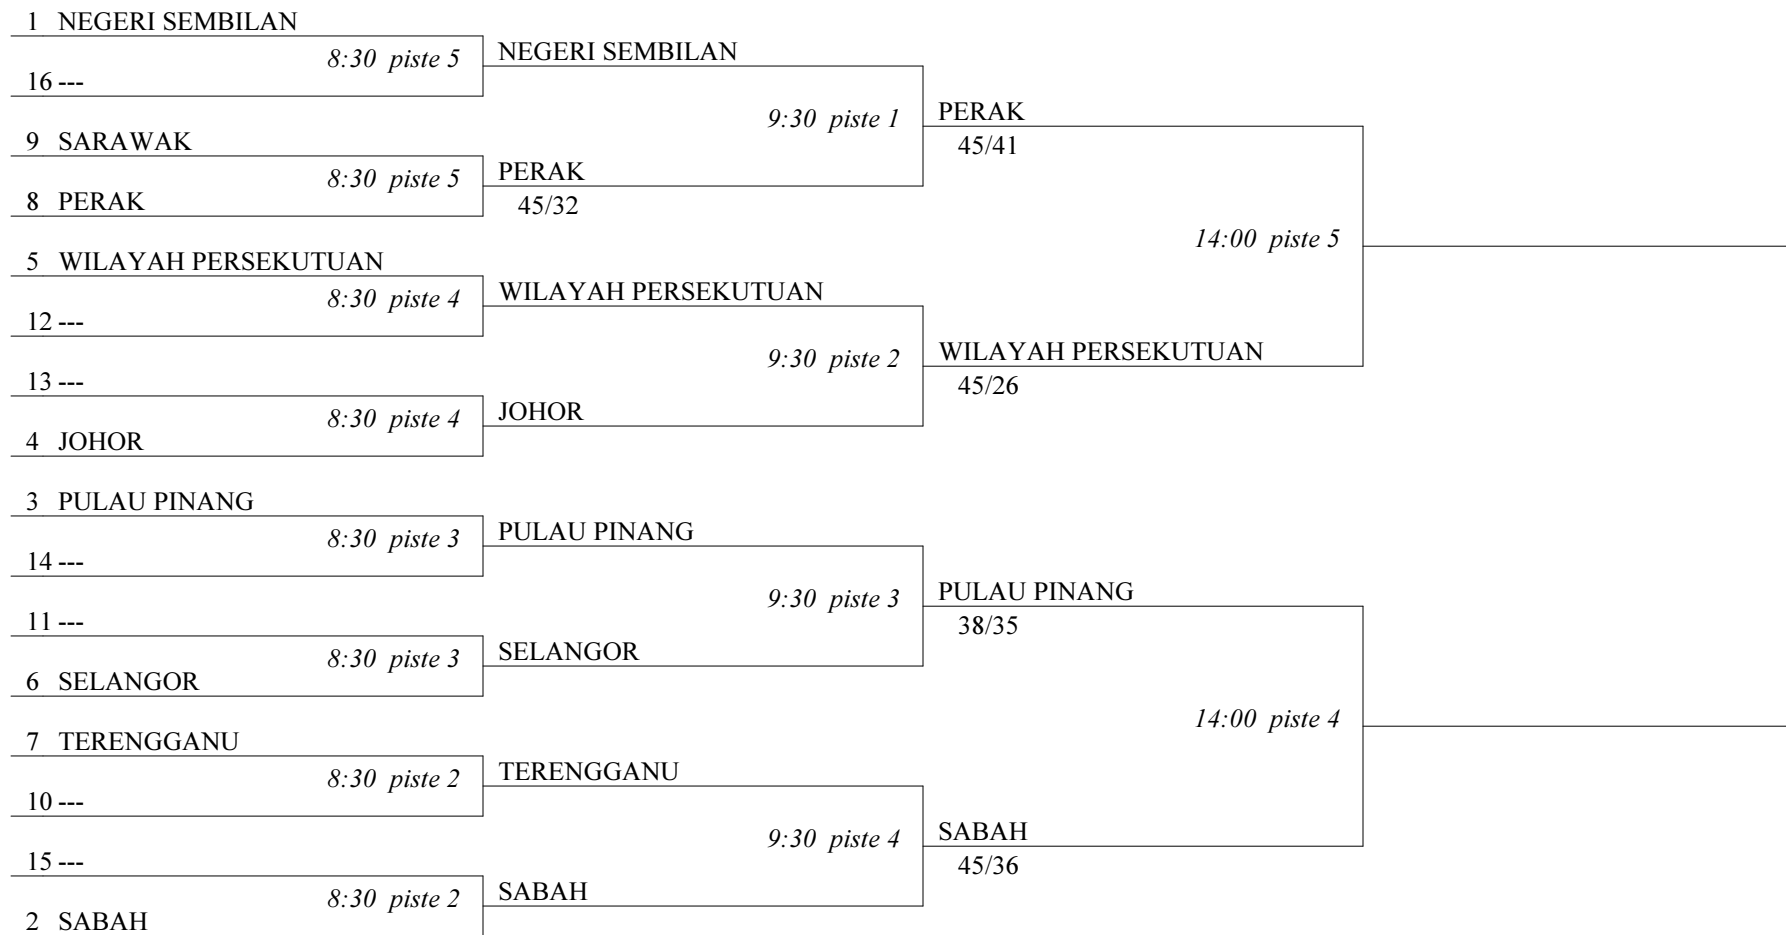 1 NEGERI SEMBILAN
8:30 piste 5
16 ---
NEGERI SEMBILAN
9:30 piste 1
9 SARAWAK
8:30 piste 5
8 PERAK
PERAK
45/32
PERAK
45/41
14:00 piste 5
5 WILAYAH PERSEKUTUAN
8:30 piste 4
12 ---
WILAYAH PERSEKUTUAN
9:30 piste 2
13 ---
8:30 piste 4
4 JOHOR
JOHOR
WILAYAH PERSEKUTUAN
45/26
3 PULAU PINANG
8:30 piste 3
14 ---
PULAU PINANG
9:30 piste 3
11 ---
8:30 piste 3
6 SELANGOR
SELANGOR
PULAU PINANG
38/35
14:00 piste 4
7 TERENGGANU
8:30 piste 2
10 ---
TERENGGANU
9:30 piste 4
15 ---
8:30 piste 2
2 SABAH
SABAH
SABAH
45/36